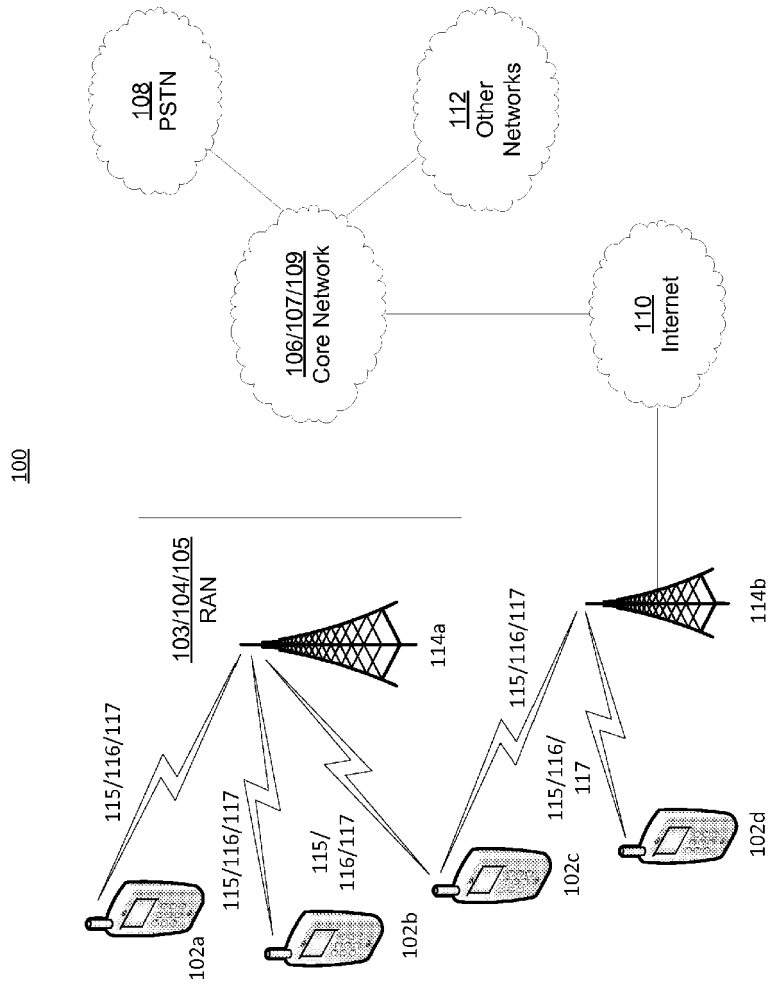 100
102a
115/116/117
103/104/105
RAN
114a
115/116/117
102b
115/
116/117
102c
115/116/117
115/116/
117
102d
114b
106/107/109
Core Network
108
PSTN
112
Other
Networks
110
Internet